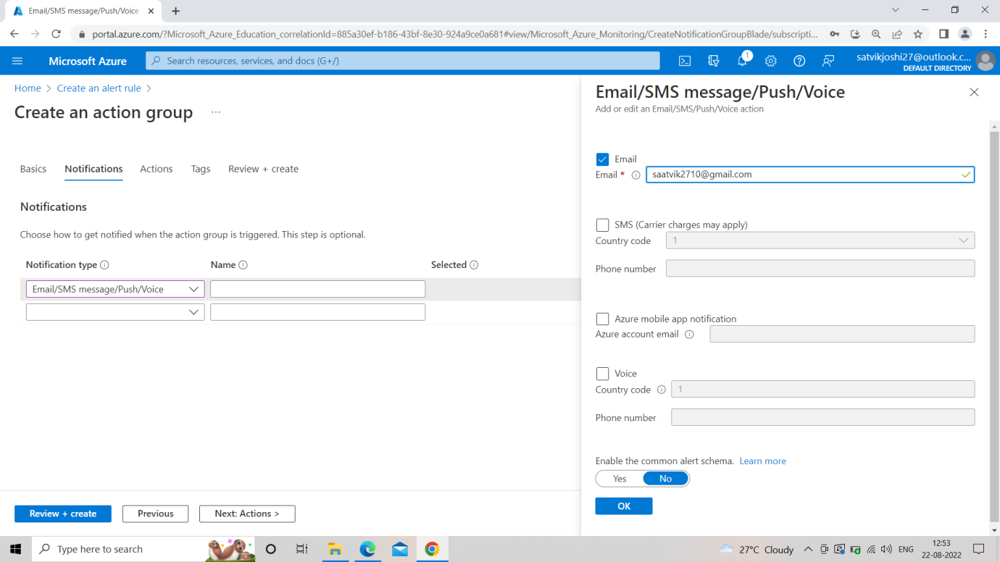 Email/SMS message/Push/Voice
portal.azure.com/?Microsoft_Azure_Education_correlationId=885a30ef-b186-43bf-8e30-924a9ce0a681#view/Microsoft_Azure_Monitoring/CreateNotificationGroupBlade/subscripti...
Microsoft Azure
Search resources, services, and docs (G+/)
1
satvikjoshi27@outlook.c...
DEFAULT DIRECTORY
Home > Create an alert rule >
Create an action group ...
Basics Notifications Actions Tags Review + create
Notifications
Choose how to get notified when the action group is triggered. This step is optional.
Notification type Name Selected
Email/SMS message/Push/Voice
Review + create Previous Next: Actions >
Email/SMS message/Push/Voice
Add or edit an Email/SMS/Push/Voice action
Email
Email * saatvik2710@gmail.com
SMS (Carrier charges may apply)
Country code 1
Phone number
Azure mobile app notification
Azure account email
Voice
Country code 1
Phone number
Enable the common alert schema. Learn more
Yes No
OK
Type here to search
27°C Cloudy
ENG
12:53
22-08-2022